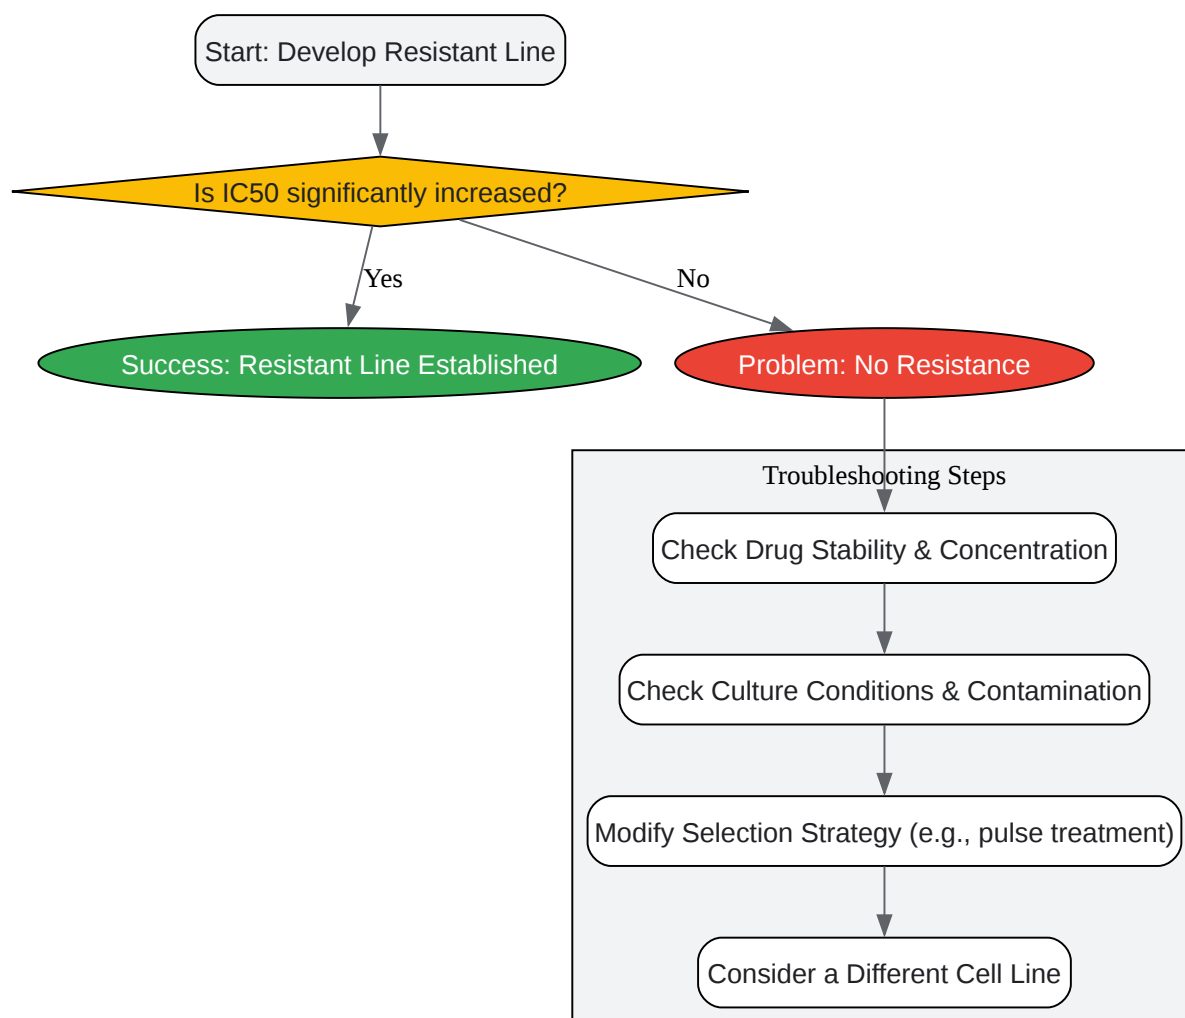 Start: Develop Resistant Line
Is IC50 significantly increased?
Yes
No
Success: Resistant Line Established
Problem: No Resistance
Troubleshooting Steps
Check Drug Stability & Concentration
Check Culture Conditions & Contamination
Modify Selection Strategy (e.g., pulse treatment)
Consider a Different Cell Line